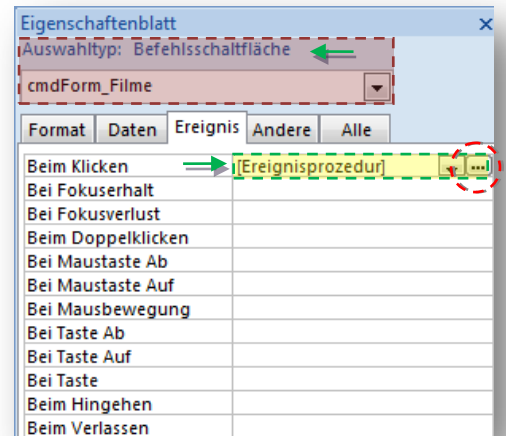 Eigenschaftenblatt
Auswahltyp: Befehlsschaltfläche
cmdForm_Filme
Format Daten Ereignis Andere Alle
Beim Klicken [Ereignisprozedur] ...
Bei Fokuserhalt
Bei Fokusverlust
Beim Doppelklicken
Bei Maustaste Ab
Bei Maustaste Auf
Bei Mausbewegung
Bei Taste Ab
Bei Taste Auf
Bei Taste
Beim Hingehen
Beim Verlassen